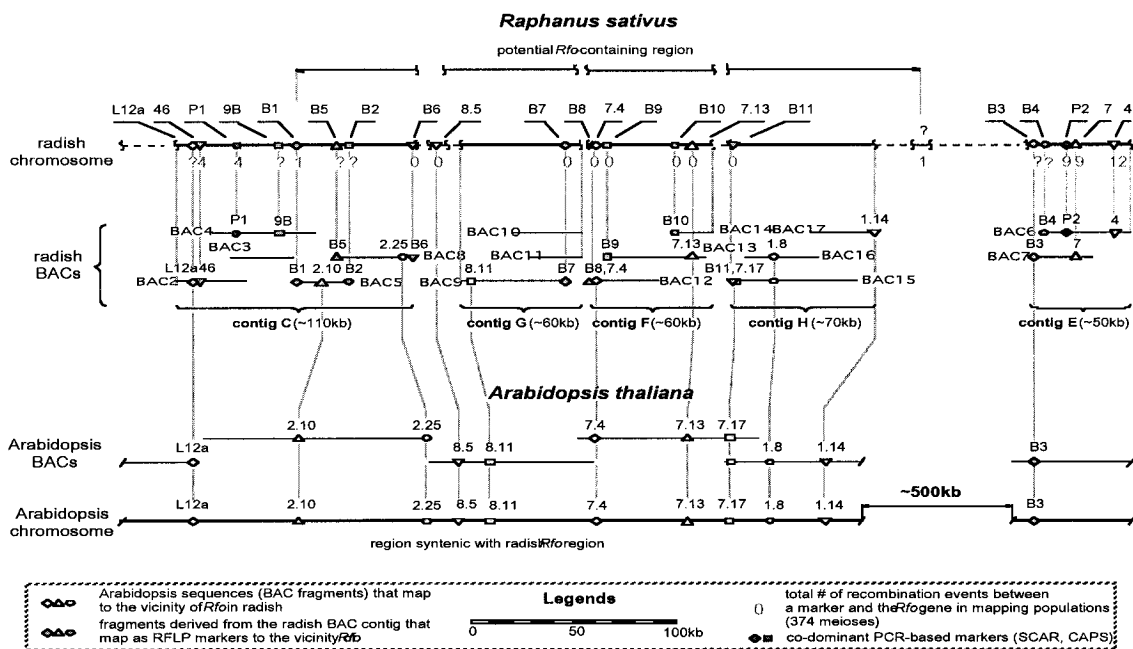 Raphanus sativus
potential Rfo-containing region
L12a 46 P1 9B B1 B5 B2 B6 8.5 B7 B8 7.4 B9 B10 7.13 B11 B3 B4 P2 7 4
radish chromosome
?
? 4 4 ? 1 ? ? 0 0 0 0 0 0 0 0 1 ? ? 9 9 12
radish BACs
BAC4 P1 9B BAC10 B10 BAC14 BAC17 1.14 BAC6 B4 P2 4
BAC3 B5 2.25 B6 BAC8 BAC11 B9 7.13 BAC13 1.8 BAC16 BAC7 B3 7
BAC2 L12a 46 B1 2.10 B2 BAC5 BAC9 8.11 B7 B8,7.4 BAC12 B11,7.17 BAC15
contig C (~110kb) contig G (~60kb) contig F (~60kb) contig H (~70kb) contig E (~50kb)
Arabidopsis thaliana
Arabidopsis BACs
2.10 2.25 7.4 7.13 7.17
L12a 8.5 8.11 1.8 1.14 B3
~500kb
Arabidopsis chromosome
L12a 2.10 2.25 8.5 8.11 7.4 7.13 7.17 1.8 1.14 B3
region syntenic with radish Rfo region
Legends
Arabidopsis sequences (BAC fragments) that map
to the vicinity of Rfo in radish
fragments derived from the radish BAC contig that
map as RFLP markers to the vicinity Rfo
0 50 100kb
() total # of recombination events between
a marker and the Rfo gene in mapping populations
(374 meioses)
co-dominant PCR-based markers (SCAR, CAPS)